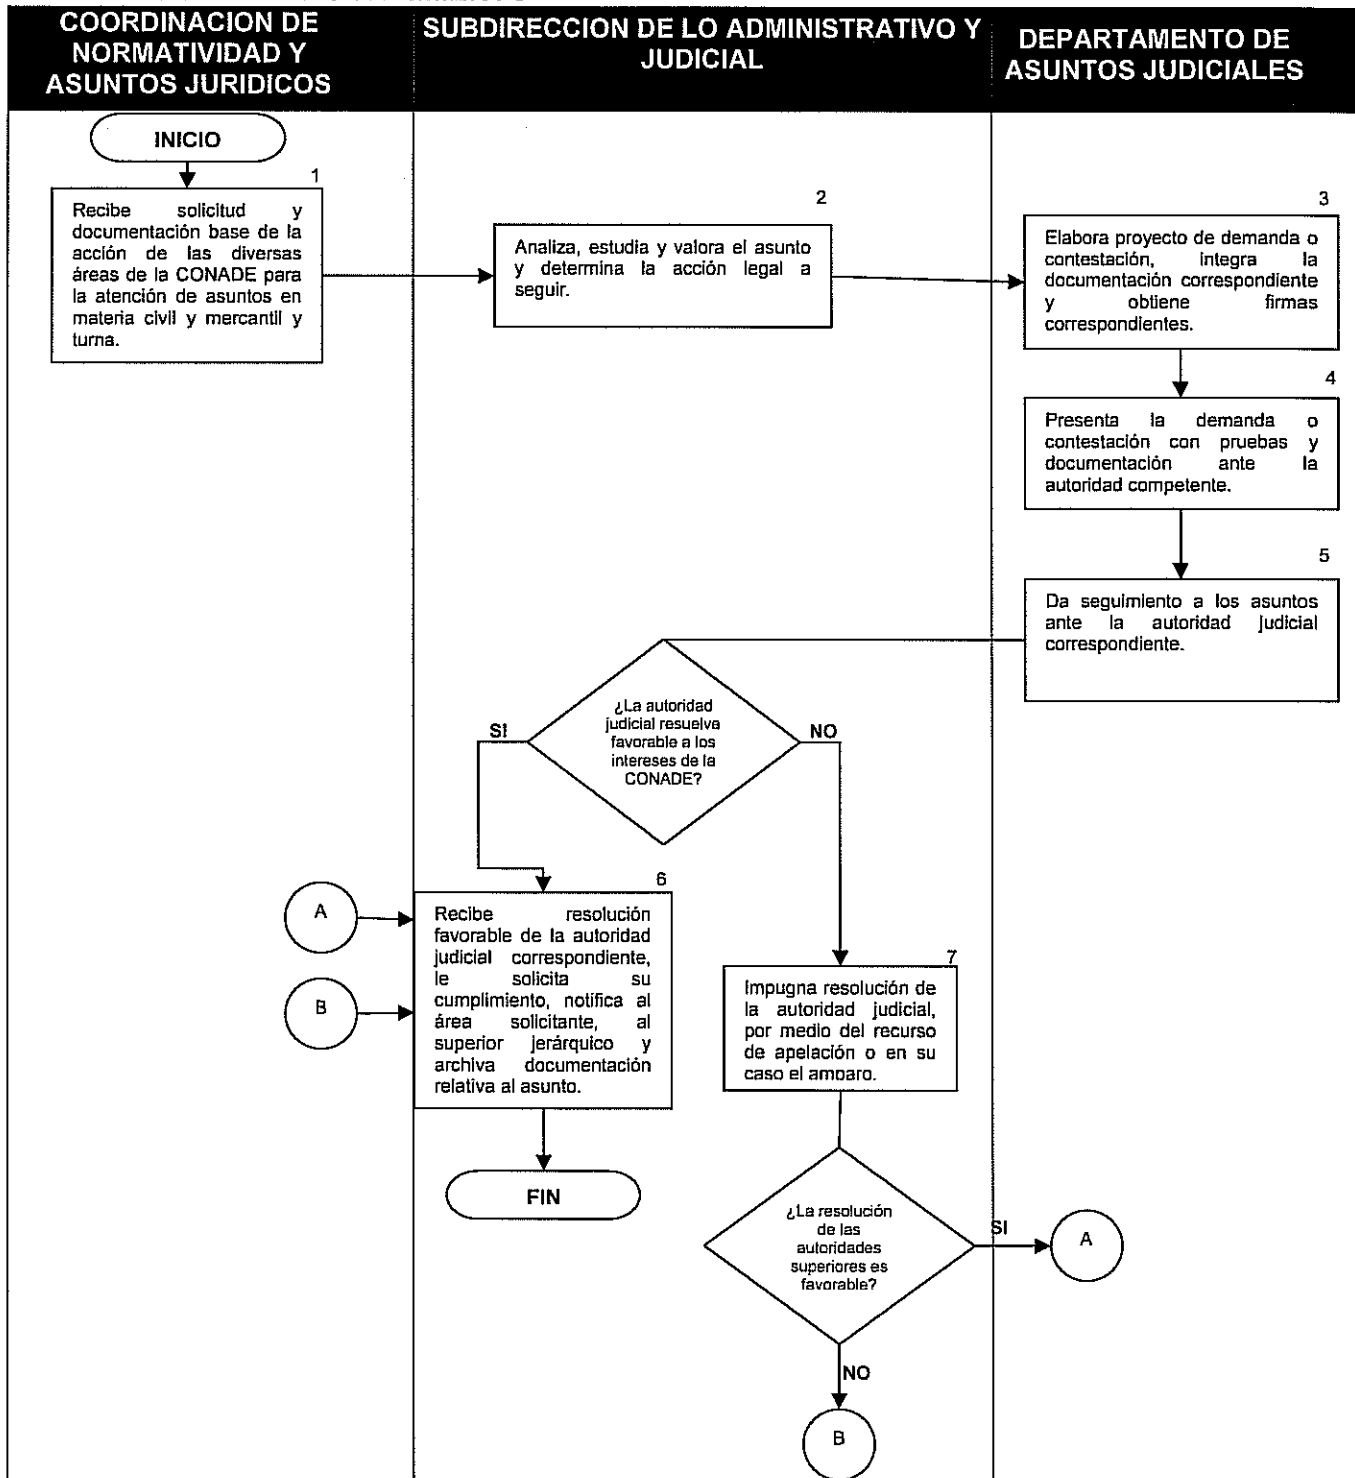 COORDINACION DE
NORMATIVIDAD Y
ASUNTOS JURIDICOS
SUBDIRECCION DE LO ADMINISTRATIVO Y
JUDICIAL
DEPARTAMENTO DE
ASUNTOS JUDICIALES
INICIO
1
Recibe solicitud y
documentación base de la
acción de las diversas
áreas de la CONADE para
la atención de asuntos en
materia civil y mercantil y
turna.
2
Analiza, estudia y valora el asunto
y determina la acción legal a
seguir.
3
Elabora proyecto de demanda o
contestación, integra la
documentación correspondiente
y obtiene firmas
correspondientes.
4
Presenta la demanda o
contestación con pruebas y
documentación ante la
autoridad competente.
5
Da seguimiento a los asuntos
ante la autoridad judicial
correspondiente.
¿La autoridad
judicial resuelve
favorable a los
intereses de la
CONADE?
SI
NO
A
B
6
Recibe resolución
favorable de la autoridad
judicial correspondiente,
le solicita su
cumplimiento, notifica al
área solicitante, al
superior jerárquico y
archiva documentación
relativa al asunto.
7
Impugna resolución de
la autoridad judicial,
por medio del recurso
de apelación o en su
caso el amparo.
FIN
¿La resolución
de las
autoridades
superiores es
favorable?
SI
A
NO
B